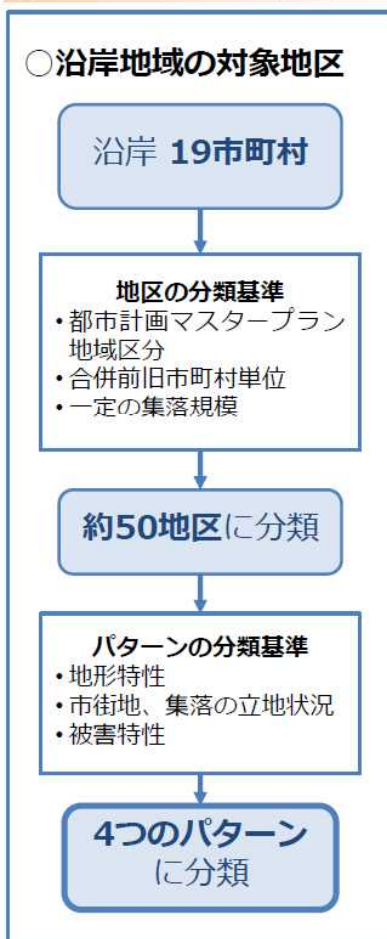 ○沿岸地域の対象地区
沿岸 19市町村
地区の分類基準
・都市計画マスタープラン
地域区分
・合併前旧市町村単位
・一定の集落規模
約50地区に分類
パターンの分類基準
・地形特性
・市街地、集落の立地状況
・被害特性
4つのパターン
に分類